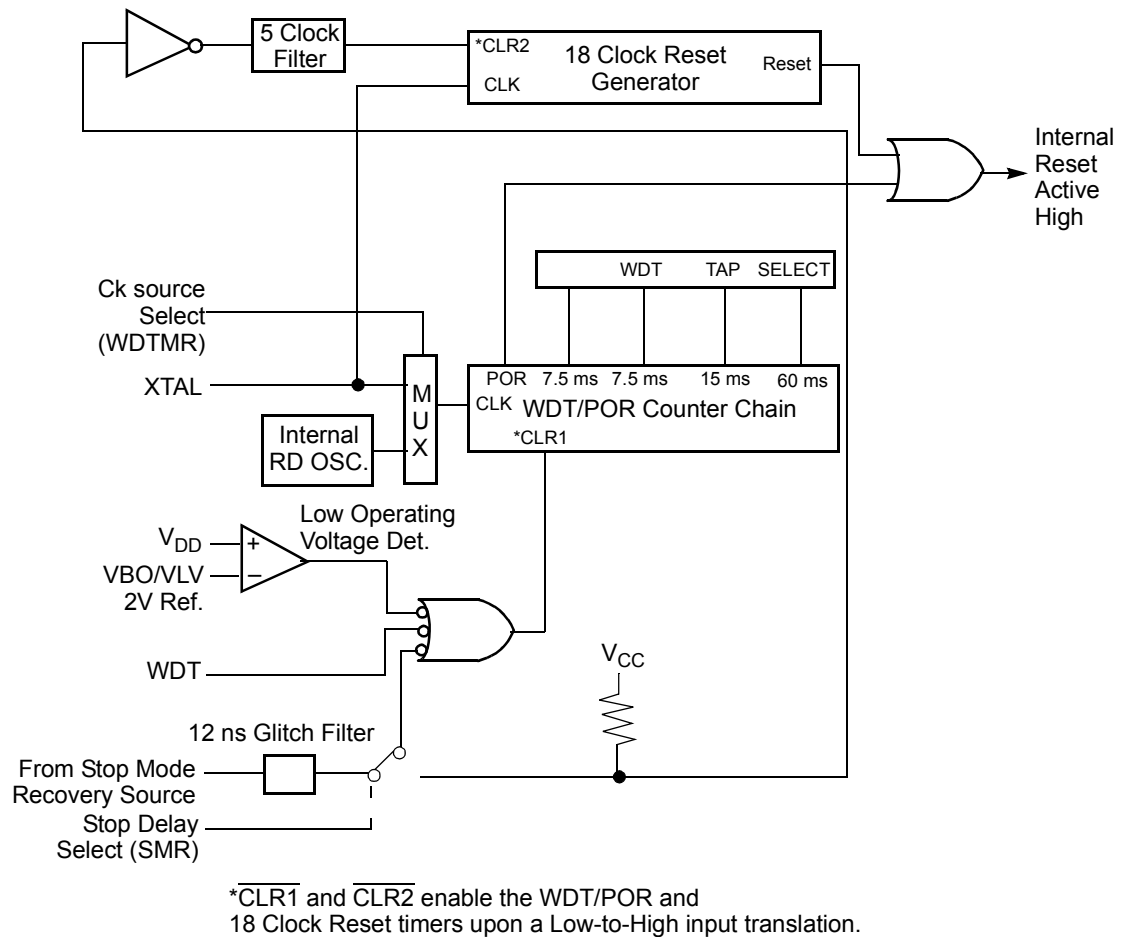 5 Clock
Filter
*CLR2
CLK
18 Clock Reset
Generator
Reset
Internal
Reset
Active
High
WDT TAP SELECT
Ck source
Select
(WDTMR)
XTAL
M
U
X
Internal
RD OSC.
POR 7.5 ms 7.5 ms 15 ms 60 ms
CLK WDT/POR Counter Chain
*CLR1
Low Operating
Voltage Det.
VDD
+
VBO/VLV
−
2V Ref.
WDT
VCC
12 ns Glitch Filter
From Stop Mode
Recovery Source
Stop Delay
Select (SMR)
*CLR1 and CLR2 enable the WDT/POR and
18 Clock Reset timers upon a Low-to-High input translation.